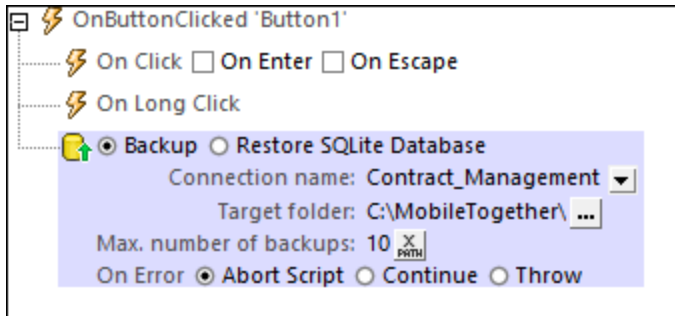 OnButtonClicked 'Button1'
On Click On Enter On Escape
On Long Click
Backup Restore SQLite Database
Connection name: Contract_Management
Target folder: C:\MobileTogether\ ...
Max. number of backups: 10 X PATH
On Error Abort Script Continue Throw